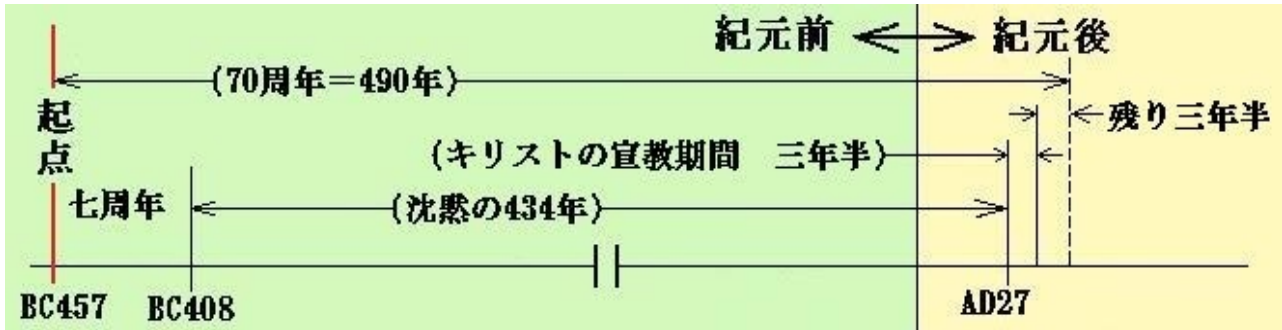 紀元前 紀元後
(70周年＝490年)
起点
残り三年半
(キリストの宣教期間 三年半)
七周年
(沈黙の434年)
BC457 BC408 AD27